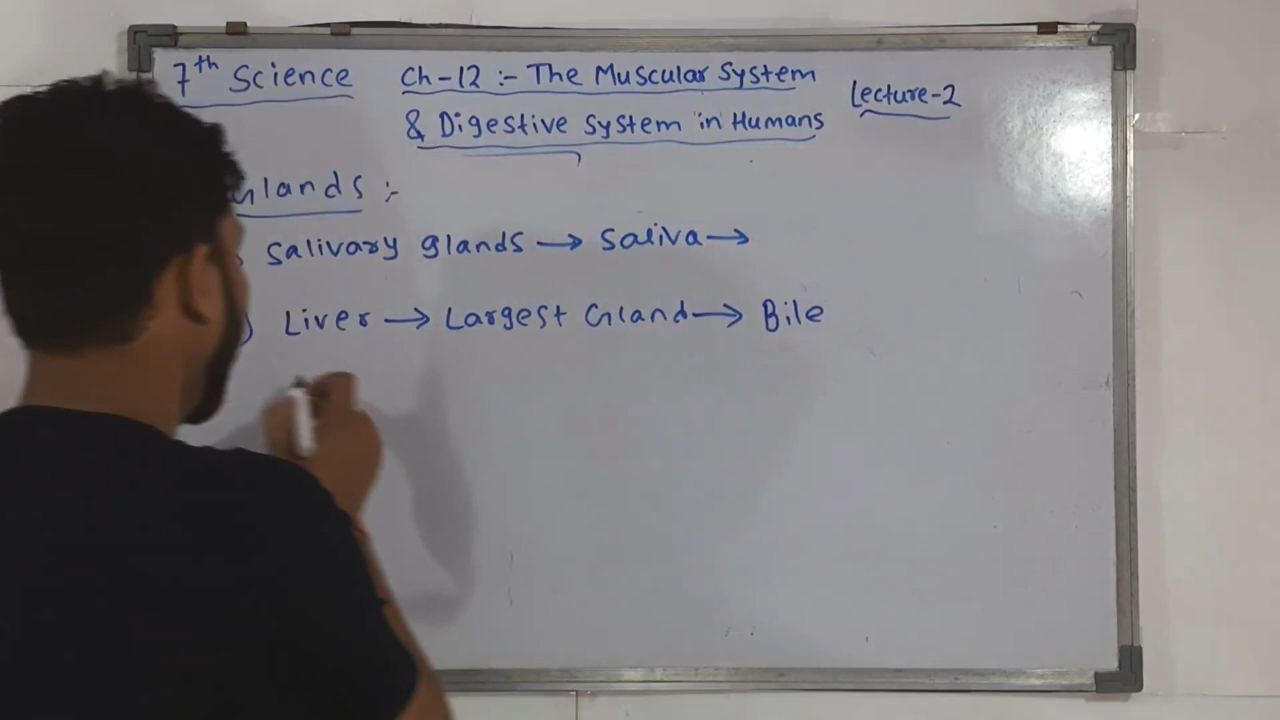 7th Science Ch-12 :- The Muscular System Lecture-2
& Digestive System in Humans
Glands :-
Salivary glands → Saliva →
) Liver → Largest Gland → Bile